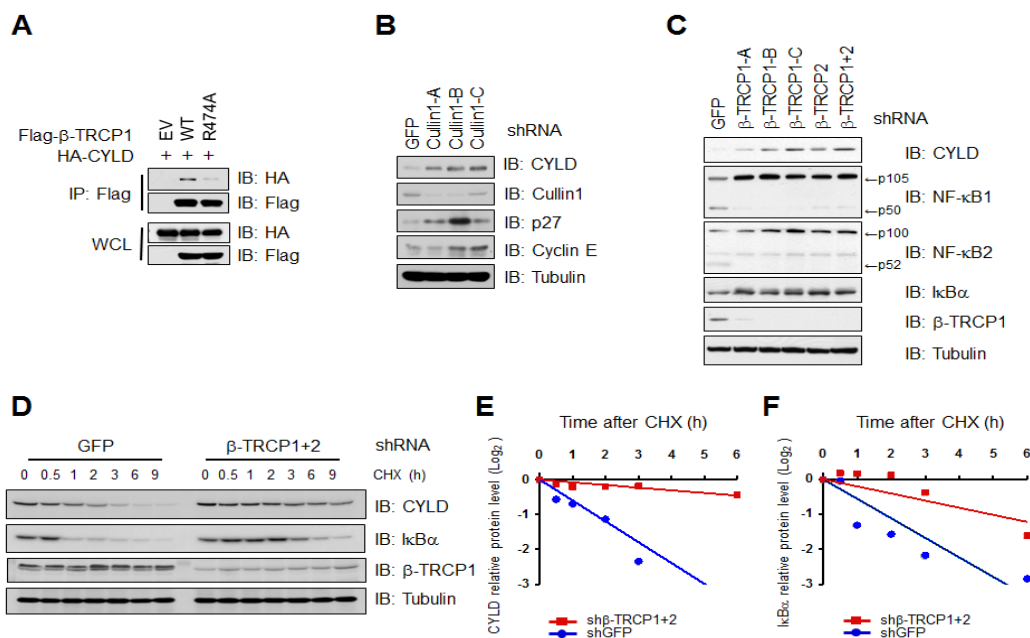 A
Flag-β-TRCP1
EV
WT
R474A
HA-CYLD
+ + +
IP: Flag
IB: HA
IB: Flag
WCL
IB: HA
IB: Flag
B
GFP
Cullin1-A
Cullin1-B
Cullin1-C
shRNA
IB: CYLD
IB: Cullin1
IB: p27
IB: Cyclin E
IB: Tubulin
C
GFP
β-TRCP1-A
β-TRCP1-B
β-TRCP1-C
β-TRCP2
β-TRCP1+2
shRNA
IB: CYLD
←p105
IB: NF-κB1
←p50
←p100
IB: NF-κB2
←p52
IB: IκBα
IB: β-TRCP1
IB: Tubulin
D
GFP
β-TRCP1+2
shRNA
0 0.5 1 2 3 6 9 0 0.5 1 2 3 6 9 CHX (h)
IB: CYLD
IB: IκBα
IB: β-TRCP1
IB: Tubulin
E
Time after CHX (h)
0 1 2 3 4 5 6
CYLD relative protein level (Log2)
0
-1
-2
-3
shβ-TRCP1+2
shGFP
F
Time after CHX (h)
0 2 4 6
IκBα relative protein level (Log2)
0
-1
-2
-3
shβ-TRCP1+2
shGFP